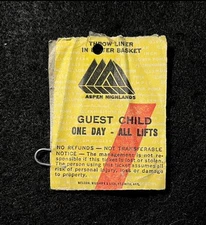 THROW LINER
IN LITTER BASKET
ASPEN HIGHLANDS
GUEST CHILD
ONE DAY - ALL LIFTS
NO REFUNDS - NOT TRANSFERABLE
NOTICE - The management is not re-
sponsible if this ticket is lost or stolen.
The person using this ticket assumes all
risk of personal injury, loss or damage
to property.